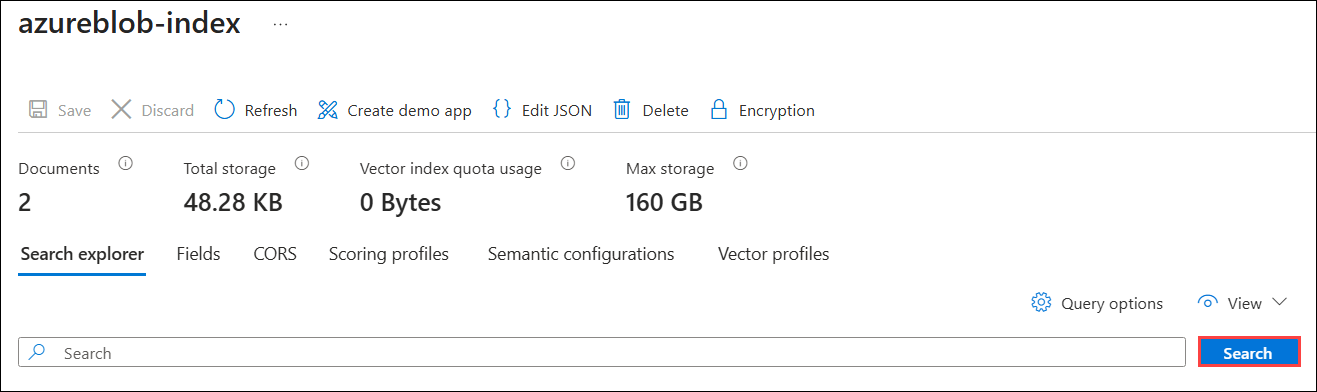 azureblob-index ...
Save Discard Refresh Create demo app {} Edit JSON Delete Encryption
Documents Total storage Vector index quota usage Max storage
2 48.28 KB 0 Bytes 160 GB
Search explorer Fields CORS Scoring profiles Semantic configurations Vector profiles
Query options View
Search Search